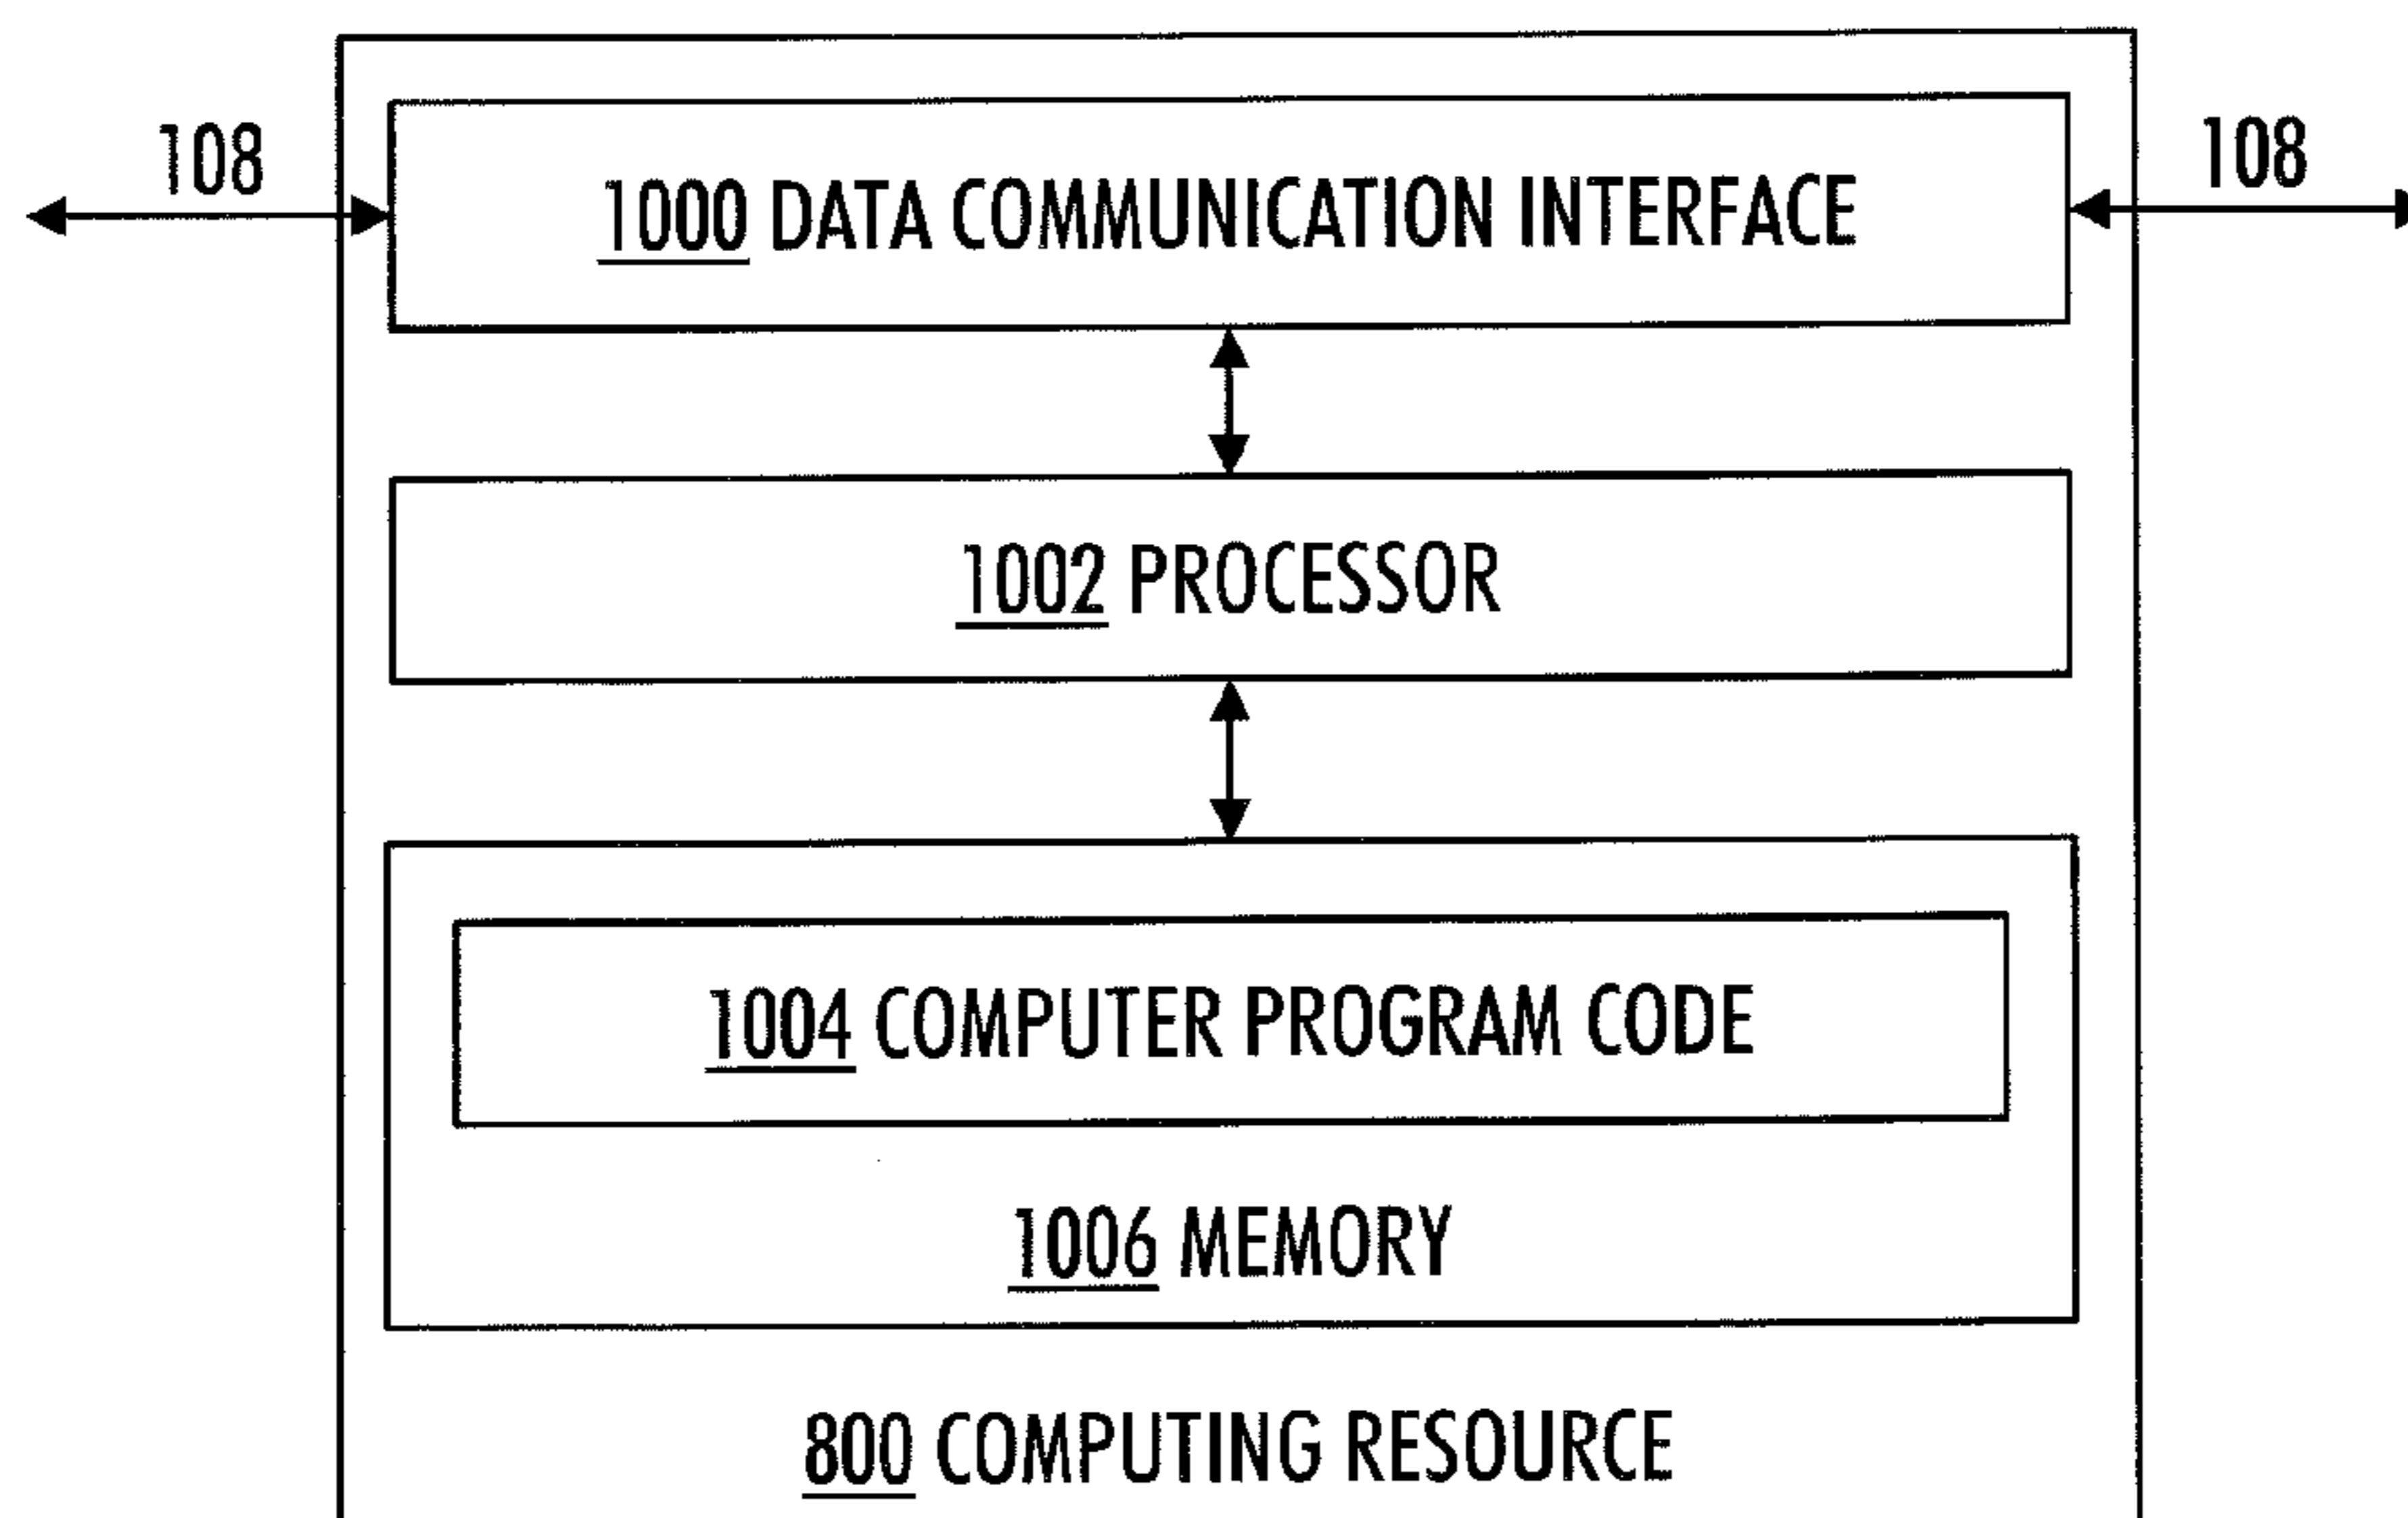 108
108
1000 DATA COMMUNICATION INTERFACE
1002 PROCESSOR
1004 COMPUTER PROGRAM CODE
1006 MEMORY
800 COMPUTING RESOURCE